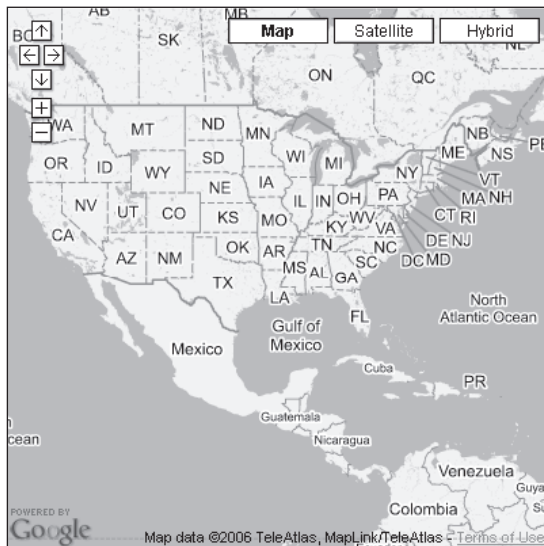 AB
MB
BC
SK
Map
Satellite
Hybrid
NL
ON
QC
WA
MT
ND
MN
NB
PE
OR
ID
WY
SD
WI
MI
ME
NS
NY
VT
NV
UT
CO
NE
IA
IL
IN
OH
PA
MA
NH
CA
KS
MO
KY
WV
VA
CT
RI
AZ
NM
OK
AR
TN
NC
DE
NJ
TX
MS
AL
GA
SC
DC
MD
LA
FL
North
Atlantic Ocean
Gulf of
Mexico
Mexico
Cuba
PR
Guatemala
Nicaragua
cean
Venezuela
Guya
Colombia
POWERED BY
Google
Map data ©2006 TeleAtlas, MapLink/TeleAtlas - Terms of Use